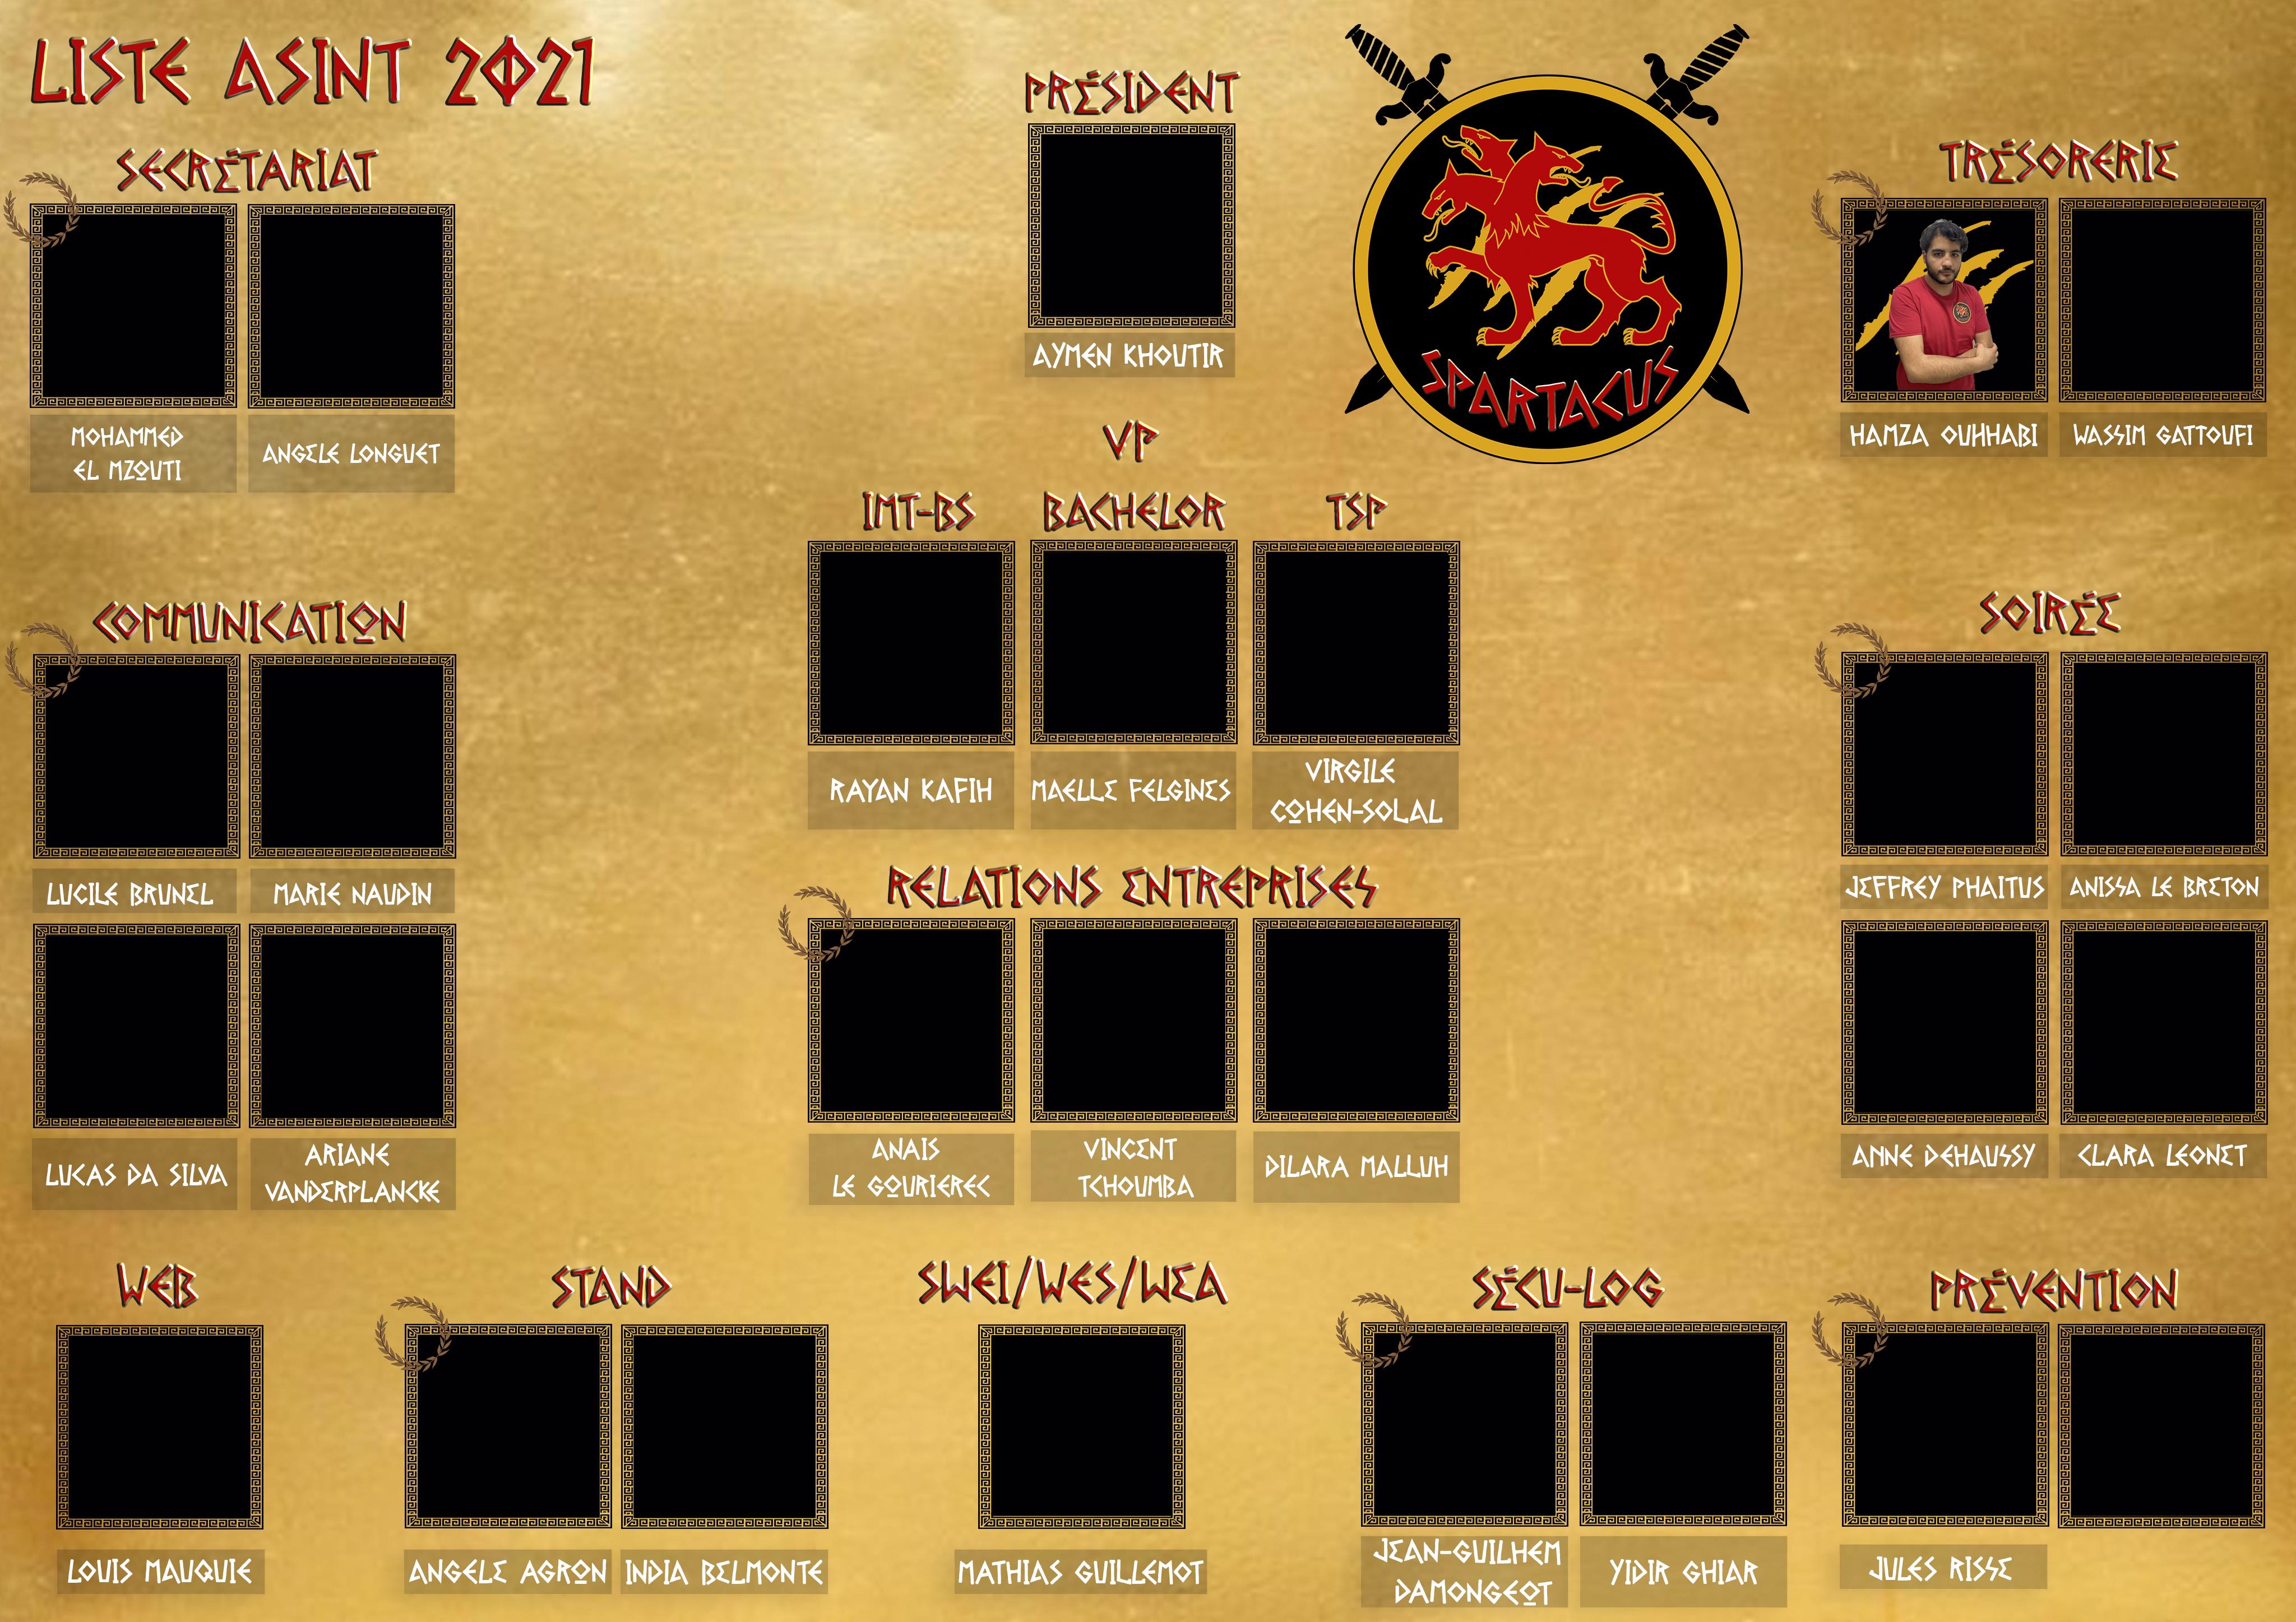 LISTE ASINT 2021
PRÉSIDENT
AYMEN KHOUTIR
SPARTACUS
SECRÉTARIAT
MOHAMMED
EL MZOUTI
ANGELE LONGUET
TRÉSORERIE
HAMZA OUHHABI
WASSIM GATTOUFI
VP
IMT-BS
BACHELOR
TSP
RAYAN KAFIH
MAELLE FELGINES
VIRGILE
COHEN-SOLAL
COMMUNICATION
LUCILE BRUNEL
MARIE NAUDIN
LUCAS DA SILVA
ARIANE
VANDERPLANCKE
RELATIONS ENTREPRISES
ANAIS
LE GOURIEREC
VINCENT
TCHOUMBA
DILARA MALLUH
SOIRÉE
JEFFREY PHAITUS
ANISSA LE BRETON
ANNE DEHAUSSY
CLARA LEONET
WEB
LOUIS MAUQUIE
STAND
ANGELE AGRON
INDIA BELMONTE
SWEI/WES/WEA
MATHIAS GUILLEMOT
SÉCU-LOG
JEAN-GUILHEM
DAMONGEOT
YIDIR GHIAR
PRÉVENTION
JULES RISSE